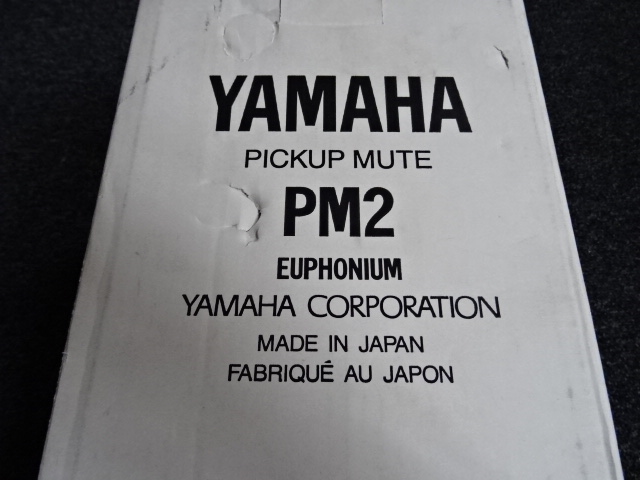 YAMAHA
PICKUP MUTE
PM2
EUPHONIUM
YAMAHA CORPORATION
MADE IN JAPAN
FABRIQUÉ AU JAPON